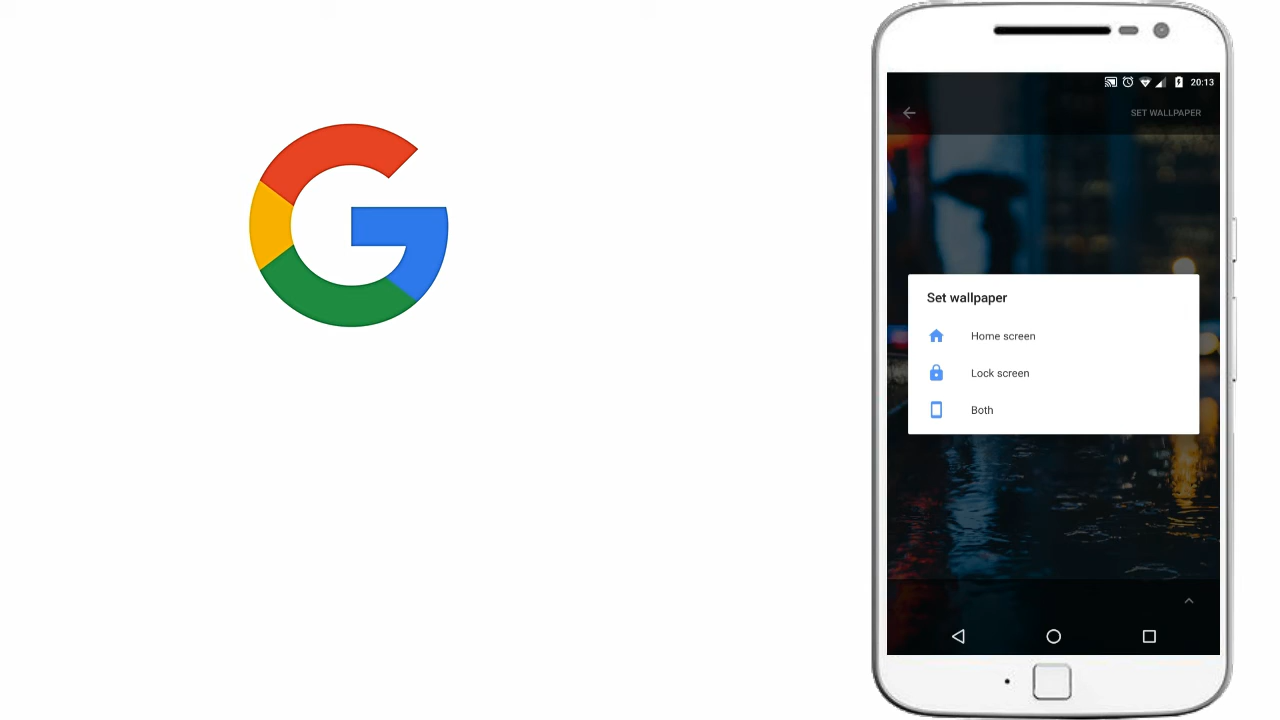 20:13
SET WALLPAPER
Set wallpaper
Home screen
Lock screen
Both